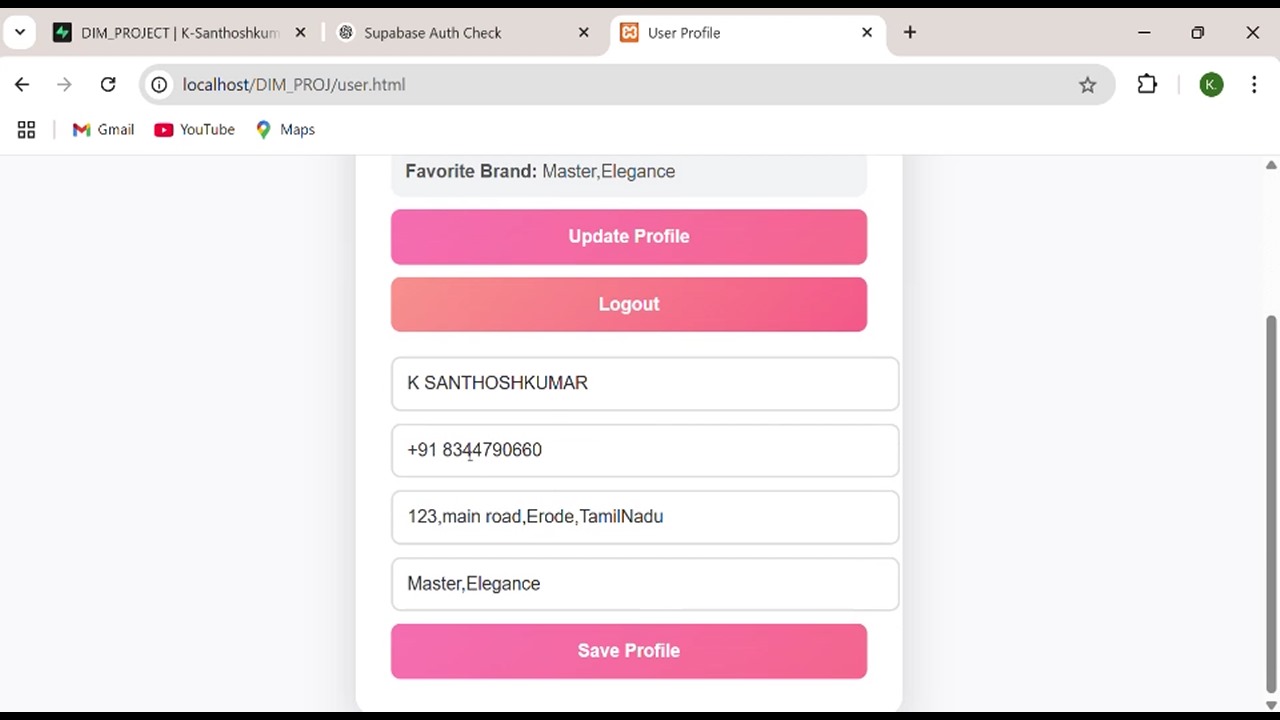 DIM_PROJECT | K-Santhoshkum
Supabase Auth Check
User Profile
localhost/DIM_PROJ/user.html
K.
Gmail
YouTube
Maps
Favorite Brand: Master,Elegance
Update Profile
Logout
K SANTHOSHKUMAR
+91 8344790660
123,main road,Erode,TamilNadu
Master,Elegance
Save Profile